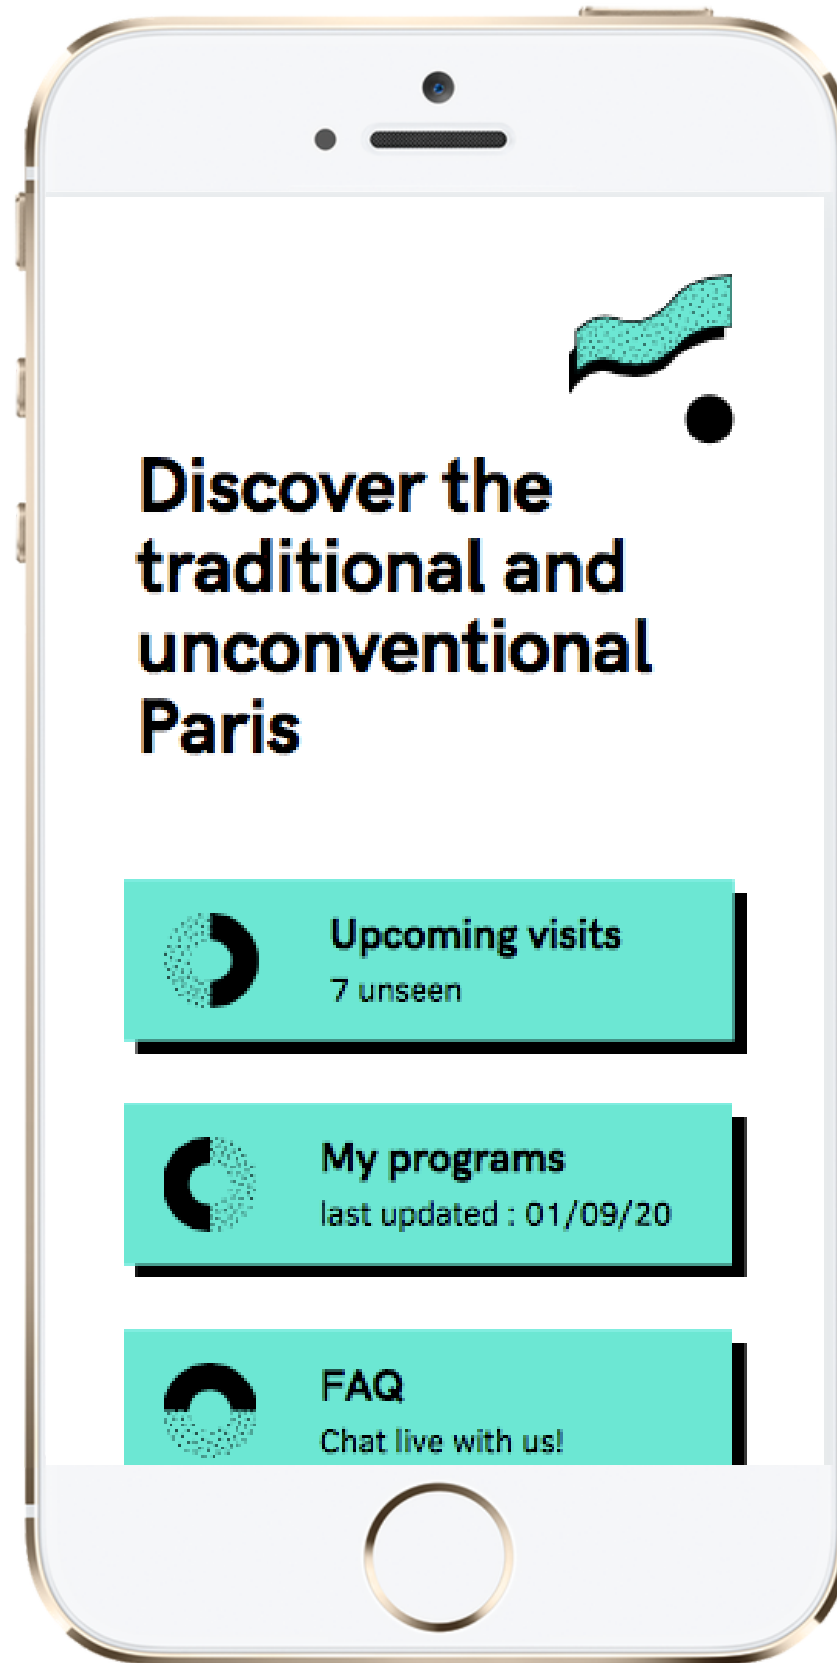 Discover the
traditional and
unconventional
Paris
Upcoming visits
7 unseen
My programs
last updated : 01/09/20
FAQ
Chat live with us!